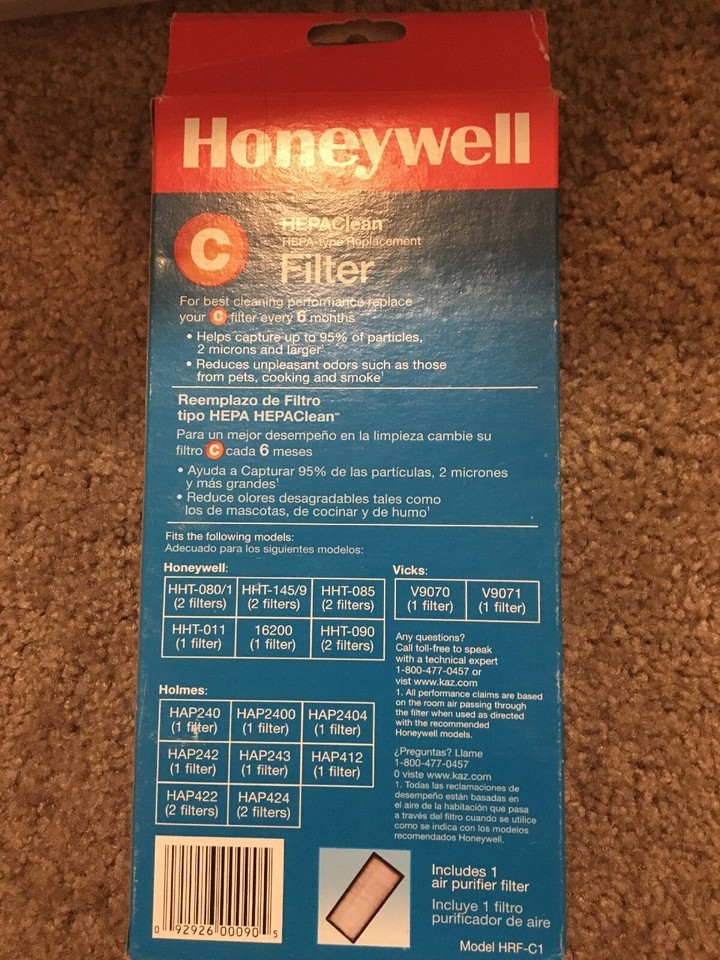 Honeywell
C
HEPAClean™
HEPA-type Replacement
Filter
For best cleaning performance replace
your C filter every 6 months
• Helps capture up to 95% of particles,
2 microns and larger¹
• Reduces unpleasant odors such as those
from pets, cooking and smoke¹
Reemplazo de Filtro
tipo HEPA HEPAClean™
Para un mejor desempeño en la limpieza cambie su
filtro C cada 6 meses
• Ayuda a Capturar 95% de las partículas, 2 micrones
y más grandes¹
• Reduce olores desagradables tales como
los de mascotas, de cocinar y de humo¹
Fits the following models:
Adecuado para los siguientes modelos:
Honeywell:
HHT-080/1 HHT-145/9 HHT-085
(2 filters) (2 filters) (2 filters)
HHT-011 16200 HHT-090
(1 filter) (1 filter) (2 filters)
Vicks:
V9070 V9071
(1 filter) (1 filter)
Any questions?
Call toll-free to speak
with a technical expert
1-800-477-0457 or
vist www.kaz.com
1. All performance claims are based
on the room air passing through
the filter when used as directed
with the recommended
Honeywell models.
¿Preguntas? Llame
1-800-477-0457
0 viste www.kaz.com
1. Todas las reclamaciones de
desempeño están basadas en
el aire de la habitación que pasa
a través del filtro cuando se utilice
como se indica con los modelos
recomendados Honeywell.
Holmes:
HAP240 HAP2400 HAP2404
(1 filter) (1 filter) (1 filter)
HAP242 HAP243 HAP412
(1 filter) (1 filter) (1 filter)
HAP422 HAP424
(2 filters) (2 filters)
0 92926 00090 5
Includes 1
air purifier filter
Incluye 1 filtro
purificador de aire
Model HRF-C1